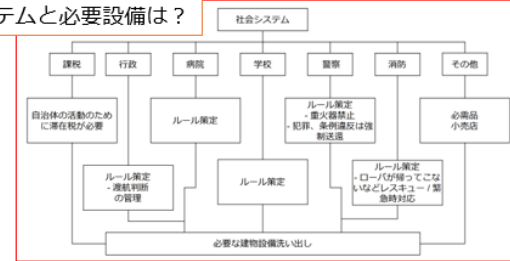 テムと必要設備は？
社会システム
課税
行政
病院
学校
警察
消防
その他
自治体の活動のため
に滞在税が必要
ルール策定
ルール策定
- 重火器禁止
- 犯罪、条例違反は強
制送還
必需品
小売店
ルール策定
- 渡航判断
の管理
ルール策定
ルール策定
- ローバが帰ってこな
いなどレスキュー / 緊
急時対応
必要な建物設備洗い出し